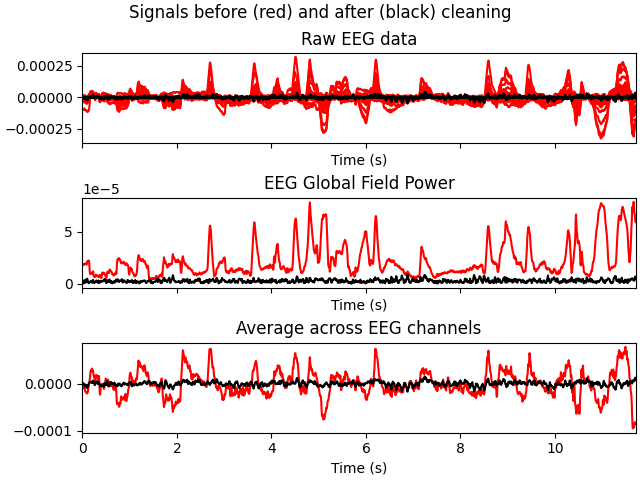 Signals before (red) and after (black) cleaning
Raw EEG data
0.00025
0.00000
−0.00025
Time (s)
EEG Global Field Power
1e−5
5
0
Time (s)
Average across EEG channels
0.0000
−0.0001
0 2 4 6 8 10
Time (s)